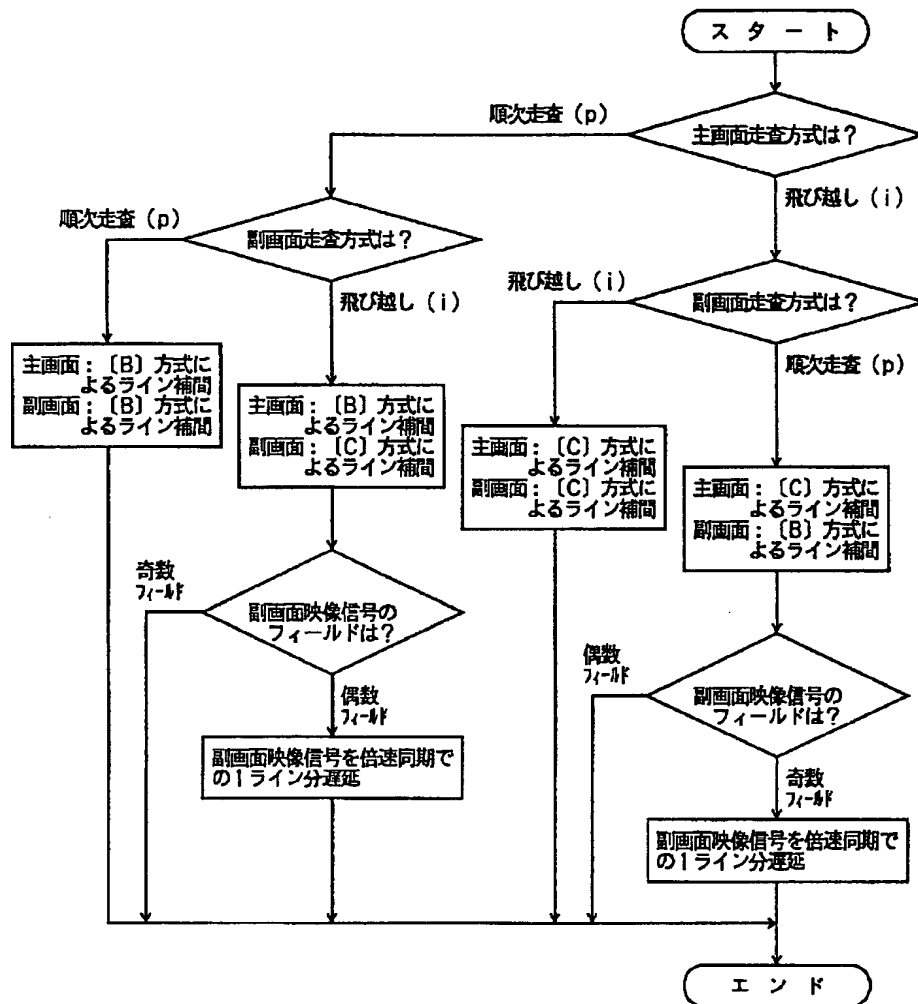 スタート
主画面走査方式は？
順次走査（p）
飛び越し（i）
副画面走査方式は？
順次走査（p）
飛び越し（i）
副画面走査方式は？
飛び越し（i）
順次走査（p）
主画面：〔B〕方式に
よるライン補間
副画面：〔B〕方式に
よるライン補間
主画面：〔B〕方式に
よるライン補間
副画面：〔C〕方式に
よるライン補間
主画面：〔C〕方式に
よるライン補間
副画面：〔C〕方式に
よるライン補間
主画面：〔C〕方式に
よるライン補間
副画面：〔B〕方式に
よるライン補間
奇数
フィールド
副画面映像信号の
フィールドは？
偶数
フィールド
副画面映像信号を倍速同期で
の1ライン分遅延
偶数
フィールド
副画面映像信号の
フィールドは？
奇数
フィールド
副画面映像信号を倍速同期で
の1ライン分遅延
エンド